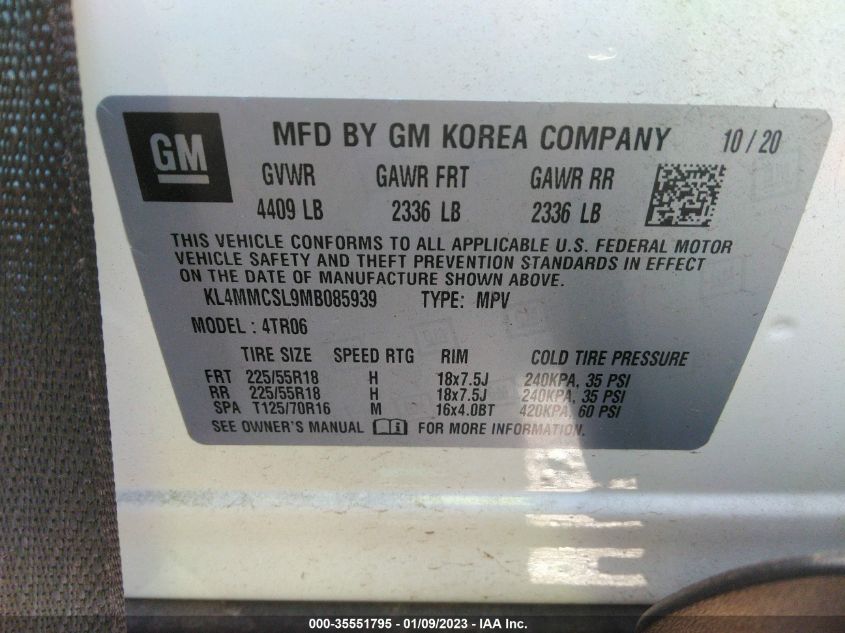 GM
MFD BY GM KOREA COMPANY 10 / 20
GVWR GAWR FRT GAWR RR
4409 LB 2336 LB 2336 LB
THIS VEHICLE CONFORMS TO ALL APPLICABLE U.S. FEDERAL MOTOR
VEHICLE SAFETY AND THEFT PREVENTION STANDARDS IN EFFECT
ON THE DATE OF MANUFACTURE SHOWN ABOVE.
KL4MMCSL9MB085939 TYPE: MPV
MODEL : 4TR06
TIRE SIZE SPEED RTG RIM COLD TIRE PRESSURE
FRT 225/55R18 H 18x7.5J 240KPA, 35 PSI
RR 225/55R18 H 18x7.5J 240KPA, 35 PSI
SPA T125/70R16 M 16x4.0BT 420KPA, 60 PSI
SEE OWNER'S MANUAL FOR MORE INFORMATION.
000-35551795 - 01/09/2023 - IAA Inc.